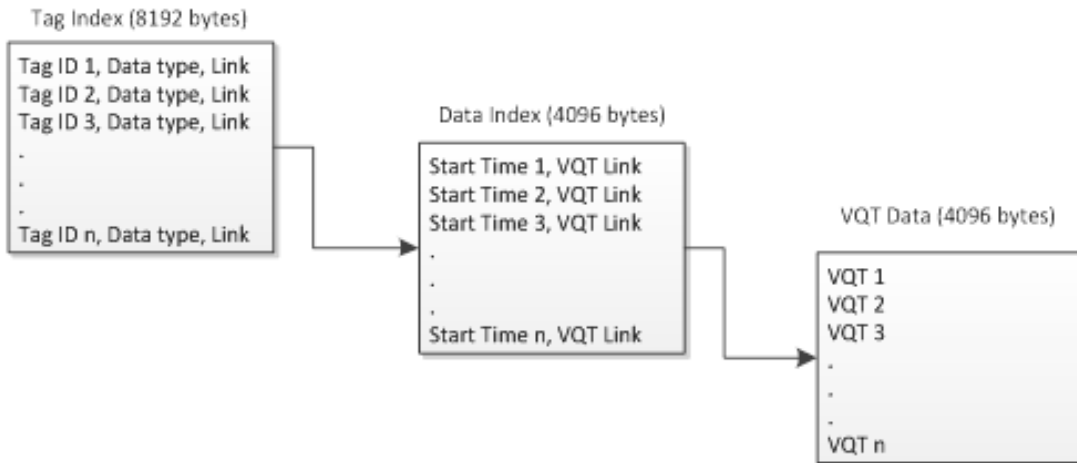 Tag Index (8192 bytes)
Tag ID 1, Data type, Link
Tag ID 2, Data type, Link
Tag ID 3, Data type, Link
.
.
.
Tag ID n, Data type, Link
Data Index (4096 bytes)
Start Time 1, VQT Link
Start Time 2, VQT Link
Start Time 3, VQT Link
.
.
.
Start Time n, VQT Link
VQT Data (4096 bytes)
VQT 1
VQT 2
VQT 3
.
.
.
VQT n